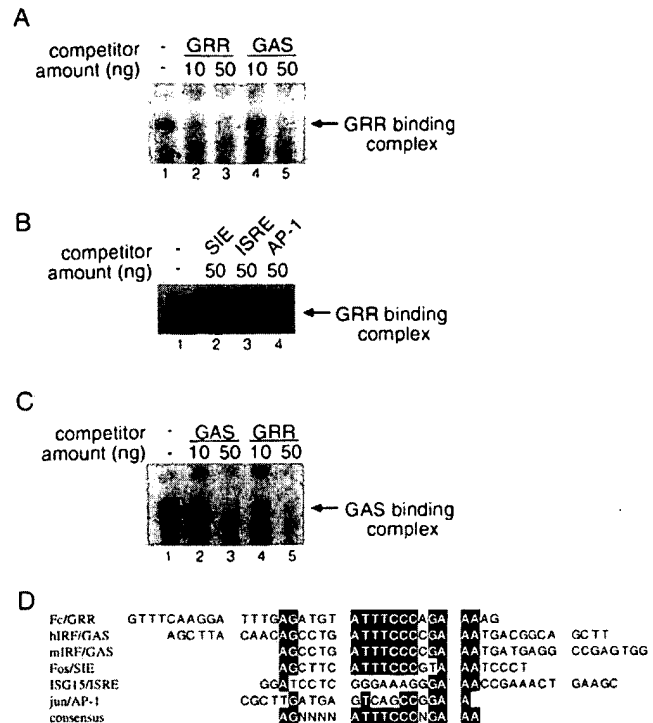 A
competitor - GRR GAS
amount (ng) - 10 50 10 50
GRR binding
complex
1 2 3 4 5
B
competitor - SIE ISRE AP-1
amount (ng) - 50 50 50
GRR binding
complex
1 2 3 4
C
competitor - GAS GRR
amount (ng) - 10 50 10 50
GAS binding
complex
1 2 3 4 5
D
Fc/GRR GTTTCAAGGA TTTGAGATGT ATTTCCCAGA AAAG
hIRF/GAS AGCTTA CAACAGCCTG ATTTCCCCGA AATGACGGCA GCTT
mIRF/GAS AGCCTG ATTTCCCCGA AATGATGAGG CCGAGTGG
Fos/SIE AGCTTC ATTTCCCGTA AATCCCT
ISG15/ISRE GGATCCTC GGGAAAGGGA AACCGAAACT GAAGC
jun/AP-1 CGCTTGATGA GTCAGCCGGA A
consensus AGNNNN ATTTCCCNGA AA